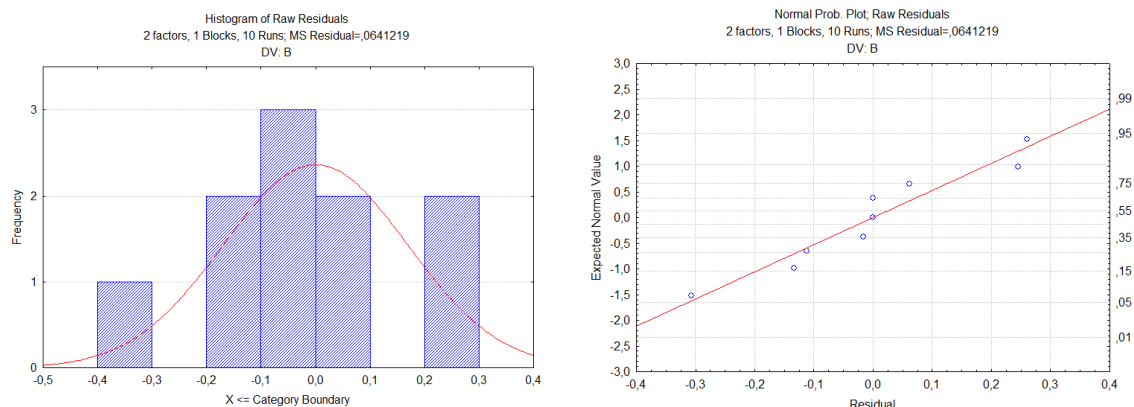 Histogram of Raw Residuals
2 factors, 1 Blocks, 10 Runs; MS Residual=,0641219
DV: B
3
2
1
0
Frequency
-0,5 -0,4 -0,3 -0,2 -0,1 0,0 0,1 0,2 0,3 0,4
X <= Category Boundary
Normal Prob. Plot; Raw Residuals
2 factors, 1 Blocks, 10 Runs; MS Residual=,0641219
DV: B
3,0
2,5
2,0
1,5
1,0
0,5
0,0
-0,5
-1,0
-1,5
-2,0
-2,5
-3,0
Expected Normal Value
,99
,95
,75
,55
,35
,15
,05
,01
-0,4 -0,3 -0,2 -0,1 0,0 0,1 0,2 0,3 0,4
Residual